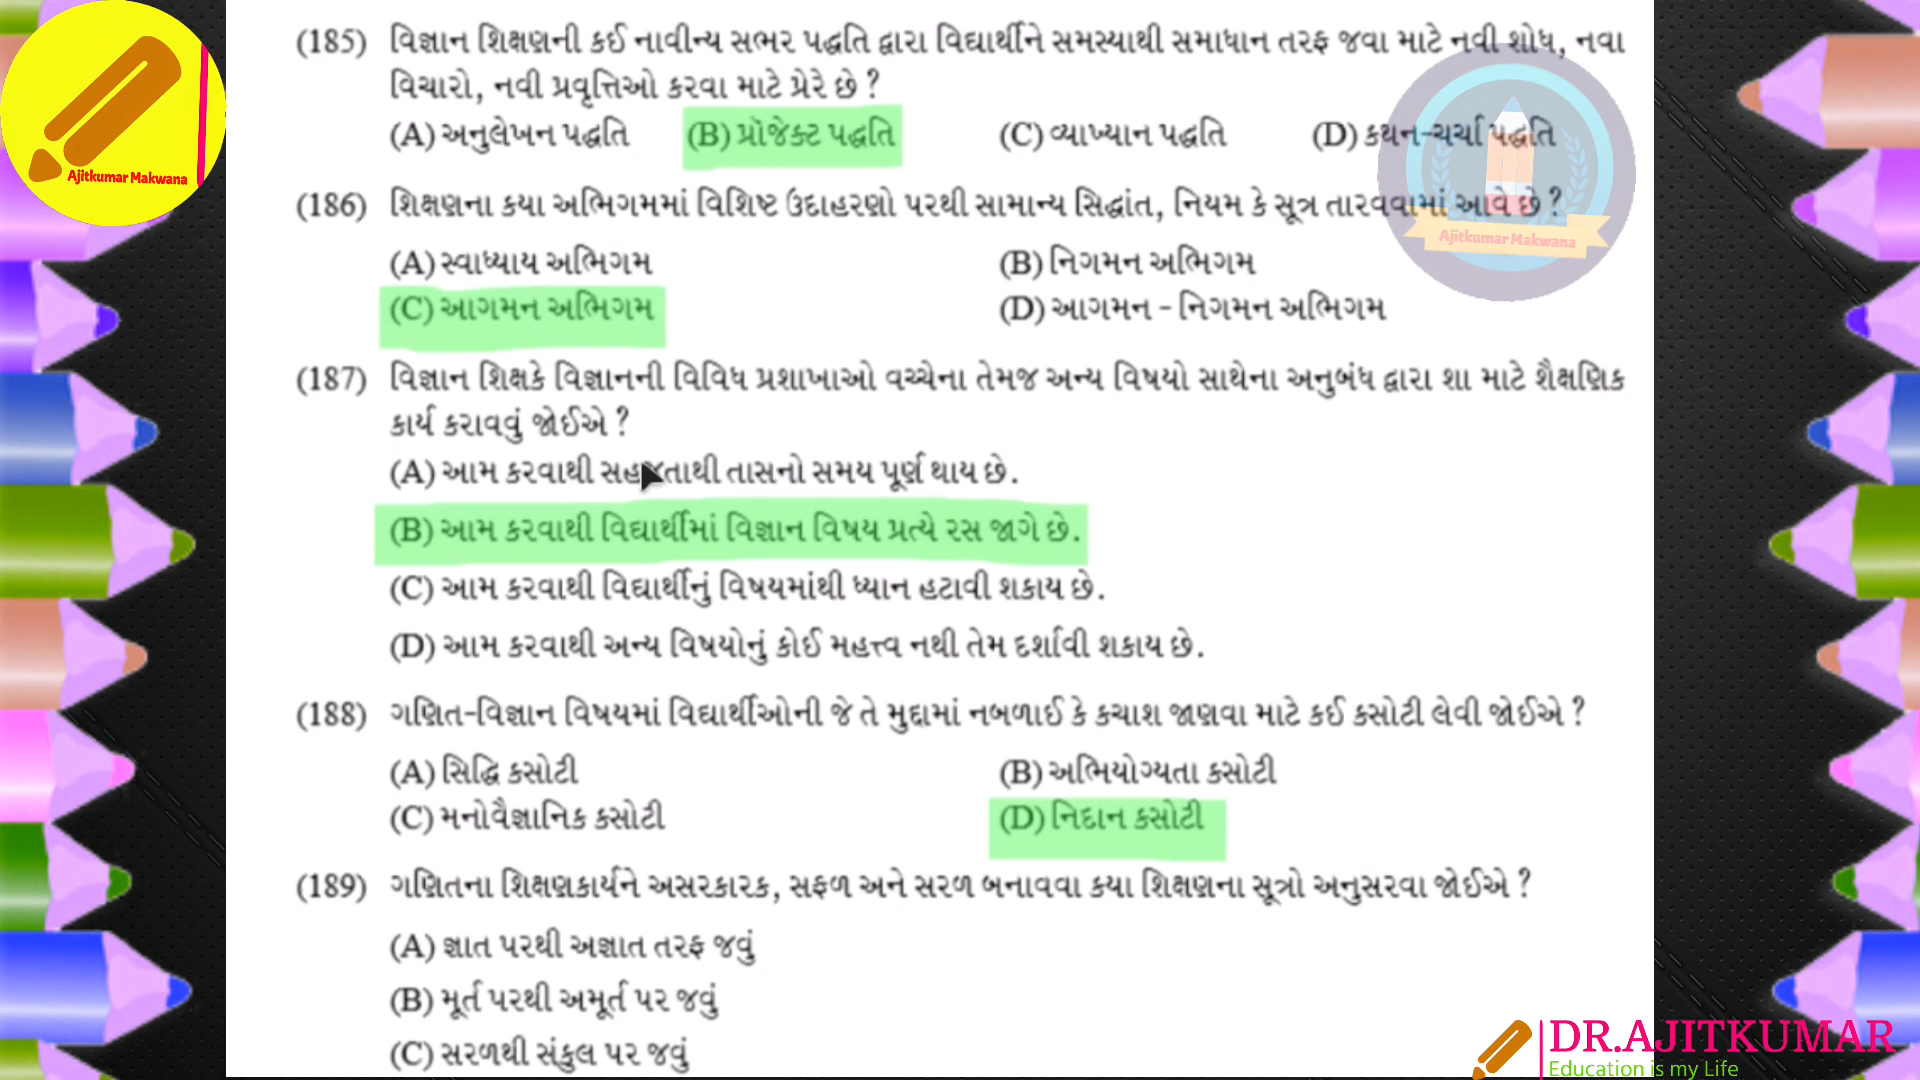 (185) વિજ્ઞાન શિક્ષણની કઈ નાવીન્ય સભર પદ્ધતિ દ્વારા વિદ્યાર્થીને સમસ્યાથી સમાધાન તરફ જવા માટે નવી શોધ, નવા
વિચારો, નવી પ્રવૃત્તિઓ કરવા માટે પ્રેરે છે ?
(A) અનુલેખન પદ્ધતિ (B) પ્રૉજેક્ટ પદ્ધતિ (C) વ્યાખ્યાન પદ્ધતિ (D) કથન-ચર્ચા પદ્ધતિ
(186) શિક્ષણના કયા અભિગમમાં વિશિષ્ટ ઉદાહરણો પરથી સામાન્ય સિદ્ધાંત, નિયમ કે સૂત્ર તારવવામાં આવે છે ?
(A) સ્વાધ્યાય અભિગમ (B) નિગમન અભિગમ
(C) આગમન અભિગમ (D) આગમન - નિગમન અભિગમ
(187) વિજ્ઞાન શિક્ષકે વિજ્ઞાનની વિવિધ પ્રશાખાઓ વચ્ચેના તેમજ અન્ય વિષયો સાથેના અનુબંધ દ્વારા શા માટે શૈક્ષણિક
કાર્ય કરાવવું જોઈએ ?
(A) આમ કરવાથી સહજતાથી તાસનો સમય પૂર્ણ થાય છે.
(B) આમ કરવાથી વિદ્યાર્થીમાં વિજ્ઞાન વિષય પ્રત્યે રસ જાગે છે.
(C) આમ કરવાથી વિદ્યાર્થીનું વિષયમાંથી ધ્યાન હટાવી શકાય છે.
(D) આમ કરવાથી અન્ય વિષયોનું કોઈ મહત્ત્વ નથી તેમ દર્શાવી શકાય છે.
(188) ગણિત-વિજ્ઞાન વિષયમાં વિદ્યાર્થીઓની જે તે મુદ્દામાં નબળાઈ કે કચાશ જાણવા માટે કઈ કસોટી લેવી જોઈએ ?
(A) સિદ્ધિ કસોટી (B) અભિયોગ્યતા કસોટી
(C) મનોવૈજ્ઞાનિક કસોટી (D) નિદાન કસોટી
(189) ગણિતના શિક્ષણકાર્યને અસરકારક, સફળ અને સરળ બનાવવા કયા શિક્ષણના સૂત્રો અનુસરવા જોઈએ ?
(A) જ્ઞાત પરથી અજ્ઞાત તરફ જવું
(B) મૂર્ત પરથી અમૂર્ત પર જવું
(C) સરળથી સંકુલ પર જવું
Ajitkumar Makwana
Ajitkumar Makwana
DR.AJITKUMAR
Education is my Life